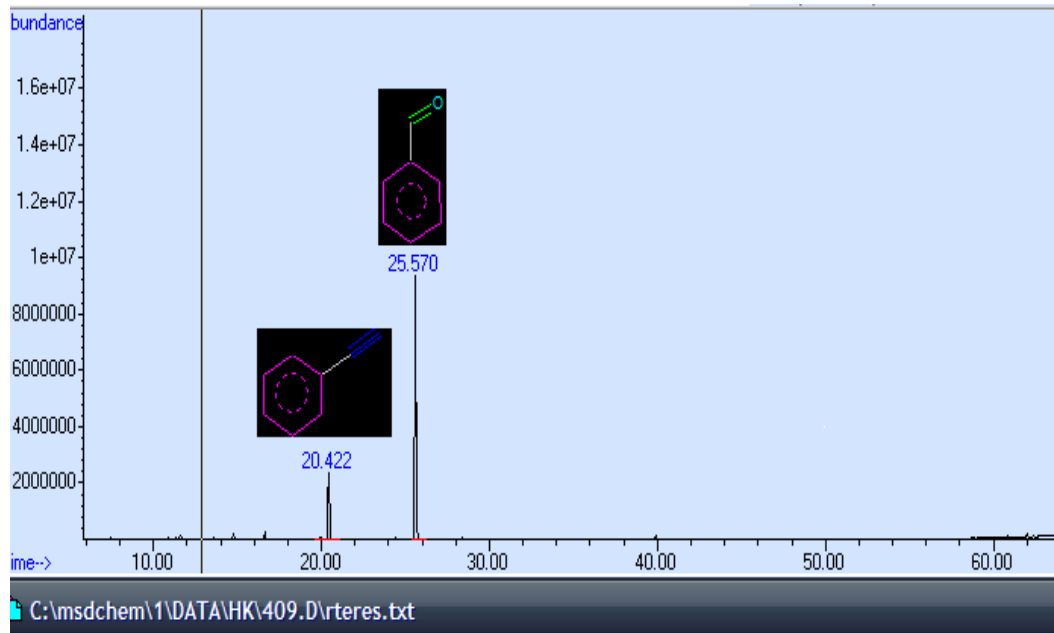 bundance
1.6e+07
1.4e+07
1.2e+07
1e+07
8000000
6000000
4000000
2000000
O
25.570
20.422
ime-->
10.00 20.00 30.00 40.00 50.00 60.00
C:\msdchem\1\DATA\HK\409.D\rteres.txt